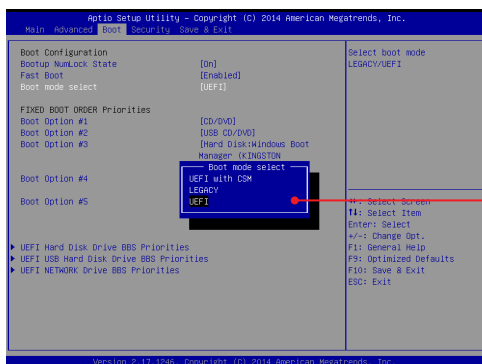 Aptio Setup Utility – Copyright (C) 2014 American Megatrends, Inc.
Main Advanced Boot Security Save & Exit
Boot Configuration
Bootup NumLock State [On]
Fast Boot [Enabled]
Boot mode select [UEFI]
FIXED BOOT ORDER Priorities
Boot Option #1 [CD/DVD]
Boot Option #2 [USB CD/DVD]
Boot Option #3 [Hard Disk:Windows Boot
Manager (KINGSTON
Boot mode select
UEFI with CSM
LEGACY
UEFI
Boot Option #4
Boot Option #5
UEFI Hard Disk Drive BBS Priorities
UEFI USB Hard Disk Drive BBS Priorities
UEFI NETWORK Drive BBS Priorities
Select boot mode
LEGACY/UEFI
: Select Screen
↑↓: Select Item
Enter: Select
+/-: Change Opt.
F1: General Help
F9: Optimized Defaults
F10: Save & Exit
ESC: Exit
Version 2.17.1246. Copyright (C) 2014 American Megatrends, Inc.